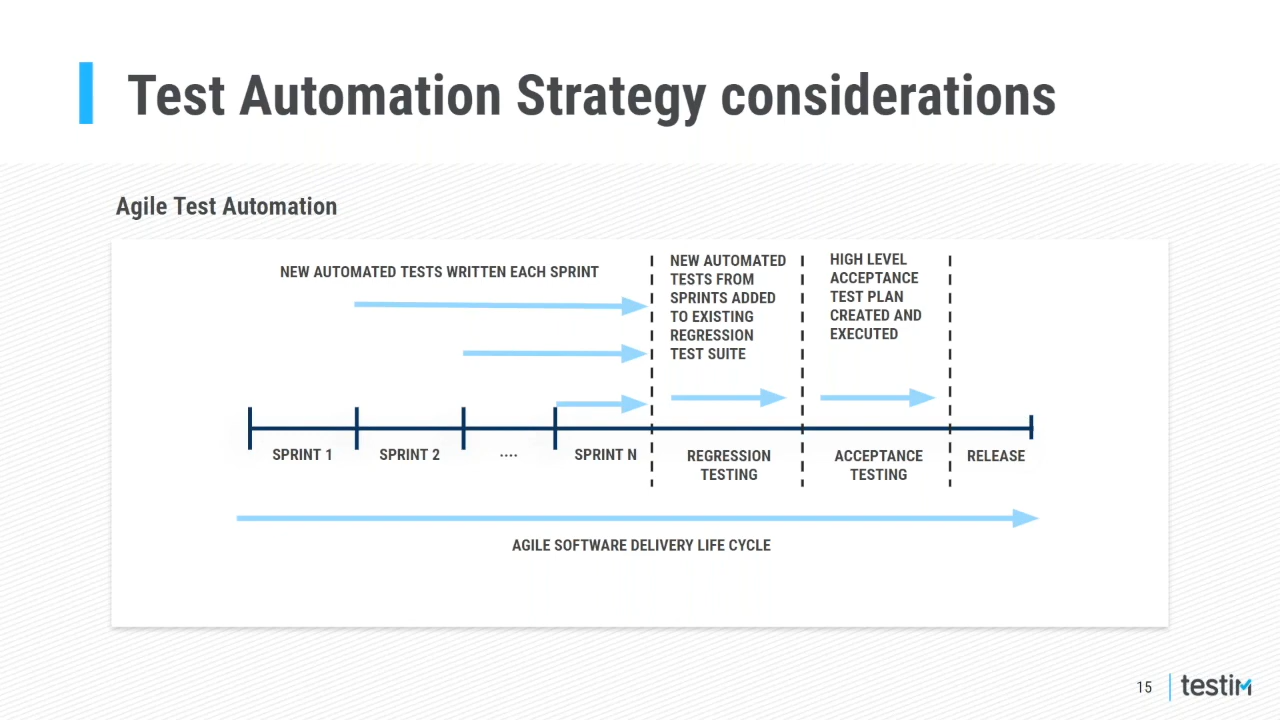 Test Automation Strategy considerations
Agile Test Automation
NEW AUTOMATED TESTS WRITTEN EACH SPRINT
NEW AUTOMATED
TESTS FROM
SPRINTS ADDED
TO EXISTING
REGRESSION
TEST SUITE
HIGH LEVEL
ACCEPTANCE
TEST PLAN
CREATED AND
EXECUTED
SPRINT 1
SPRINT 2
....
SPRINT N
REGRESSION
TESTING
ACCEPTANCE
TESTING
RELEASE
AGILE SOFTWARE DELIVERY LIFE CYCLE
15
testim